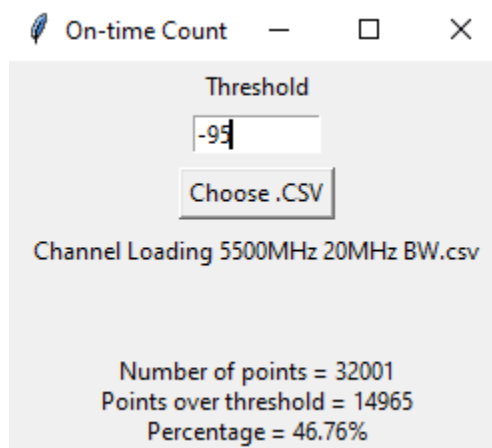 On-time Count
Threshold
-95
Choose .CSV
Channel Loading 5500MHz 20MHz BW.csv
Number of points = 32001
Points over threshold = 14965
Percentage = 46.76%